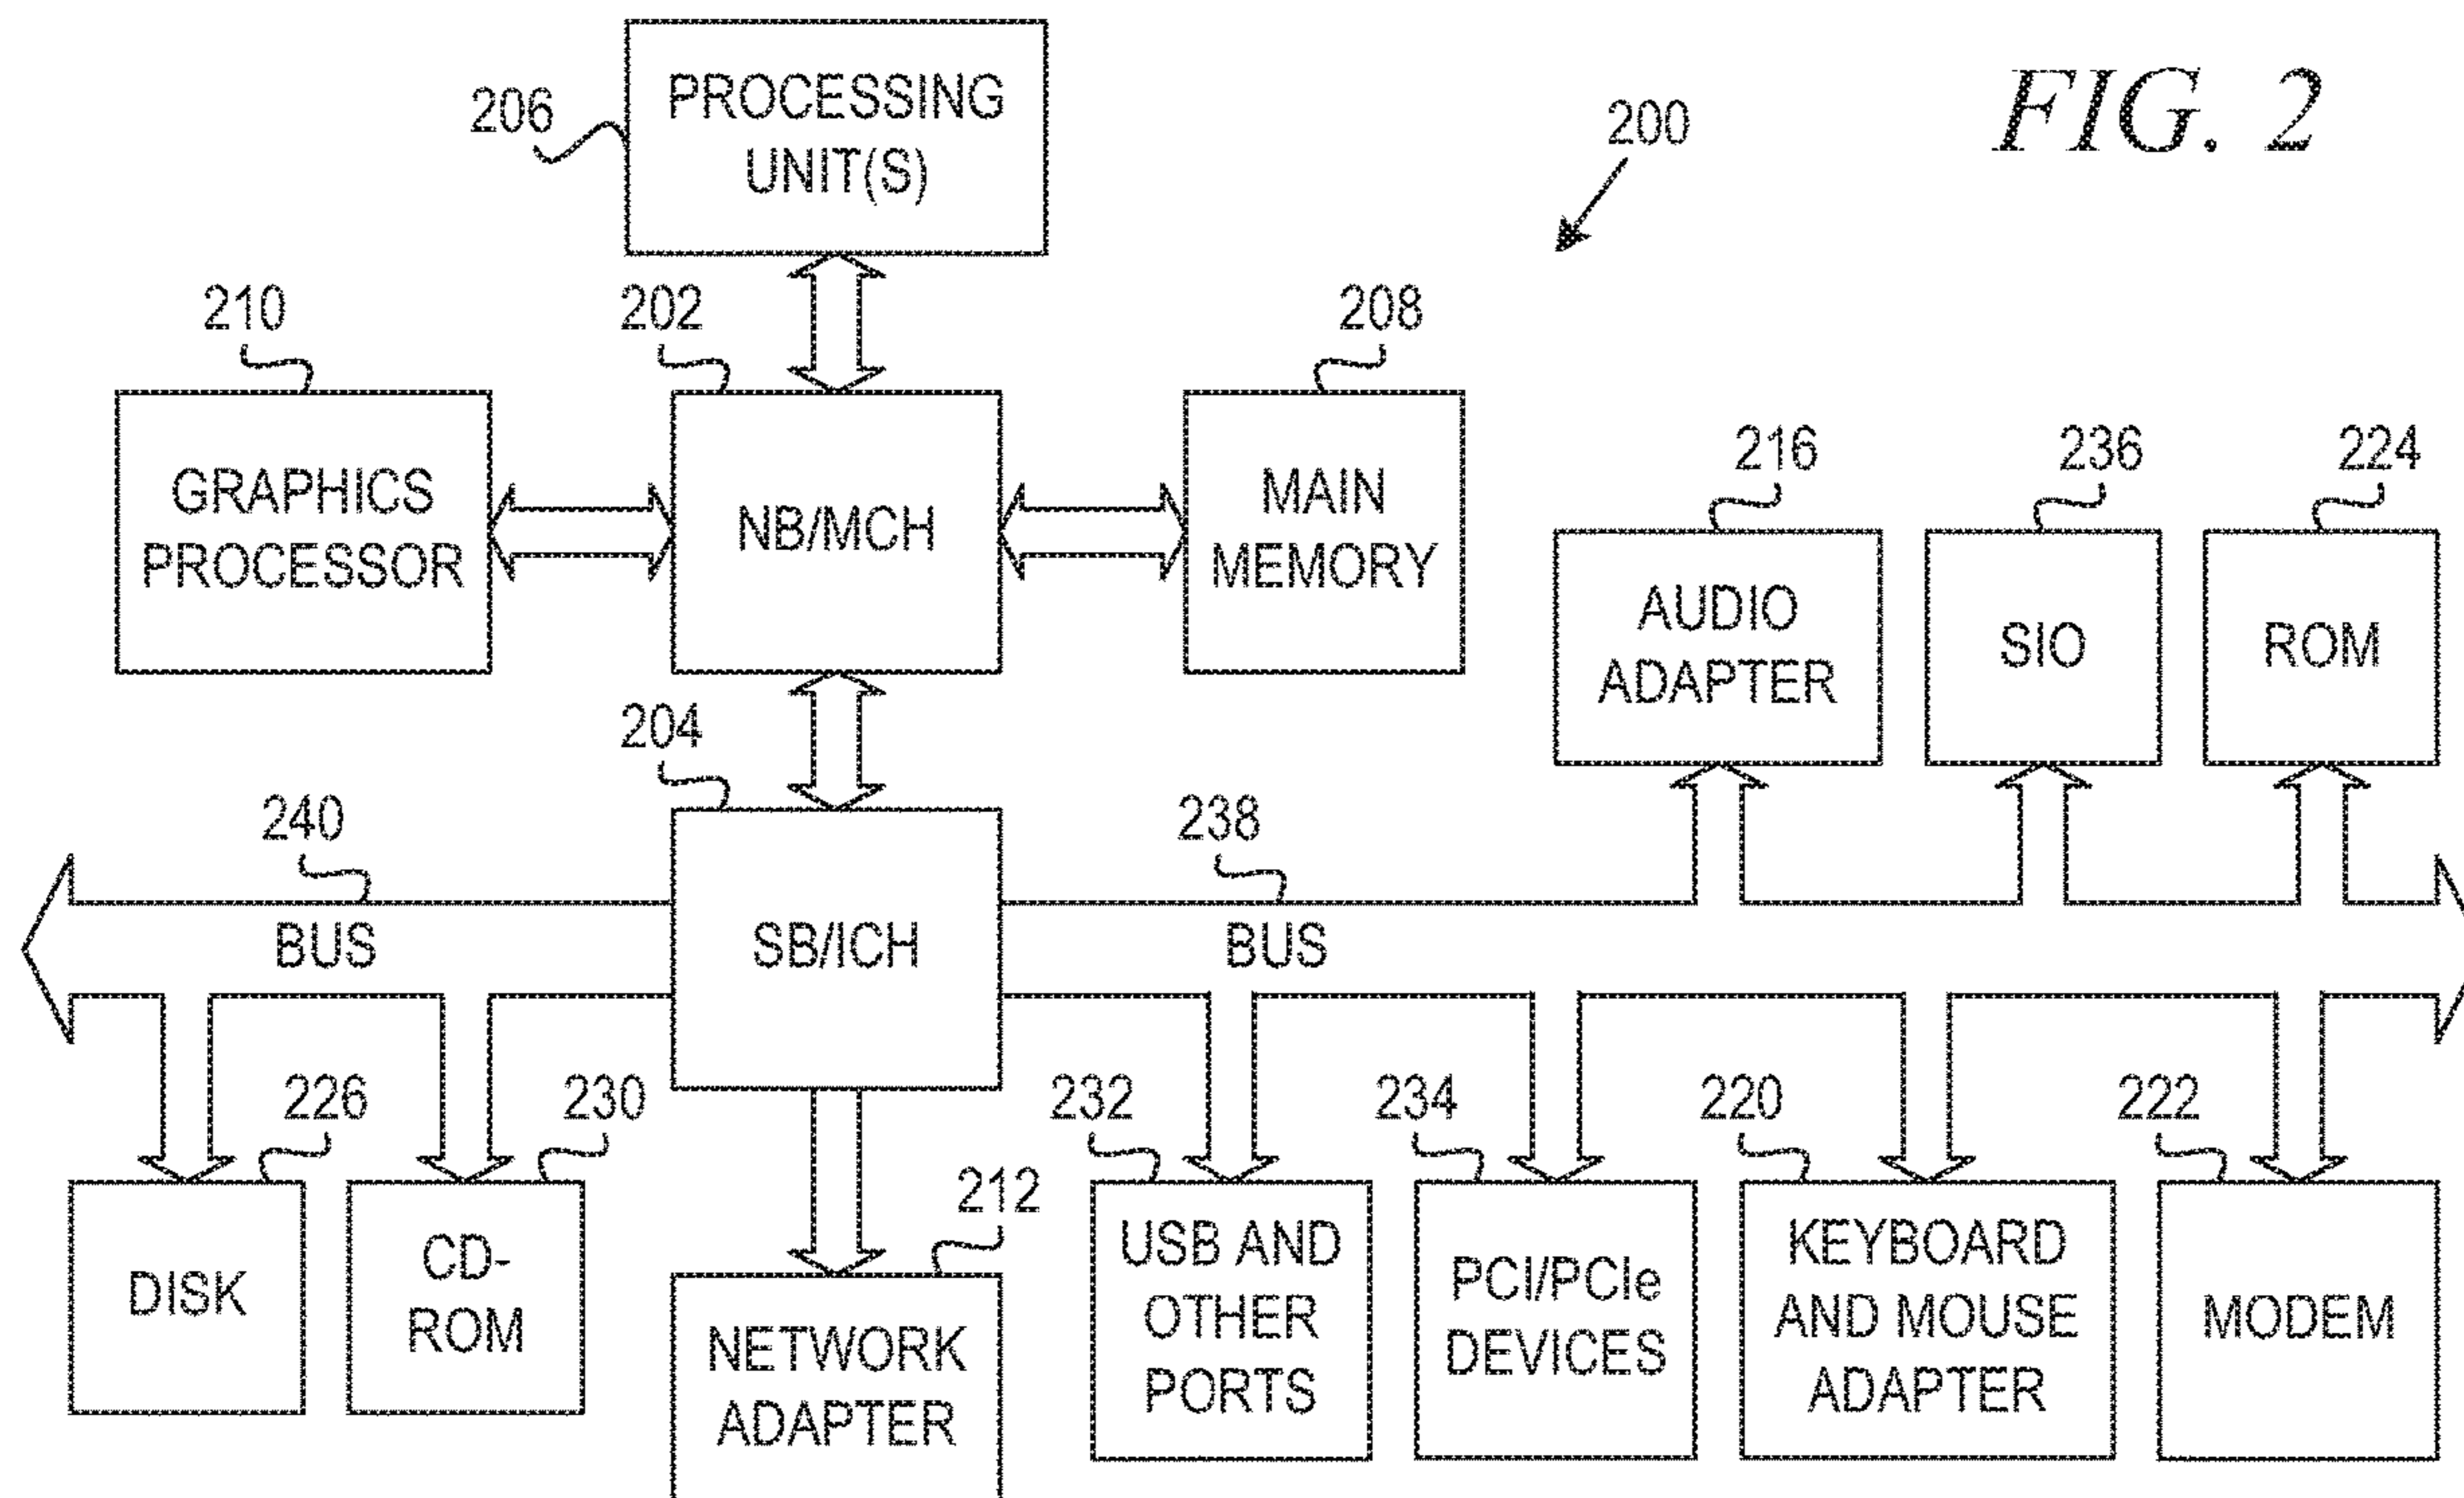 FIG. 2
200
206
PROCESSING
UNIT(S)
210
202
208
GRAPHICS
PROCESSOR
NB/MCH
MAIN
MEMORY
216
236
224
AUDIO
ADAPTER
SIO
ROM
204
240
238
BUS
SB/ICH
BUS
226
230
212
232
234
220
222
DISK
CD-
ROM
NETWORK
ADAPTER
USB AND
OTHER
PORTS
PCI/PCIe
DEVICES
KEYBOARD
AND MOUSE
ADAPTER
MODEM